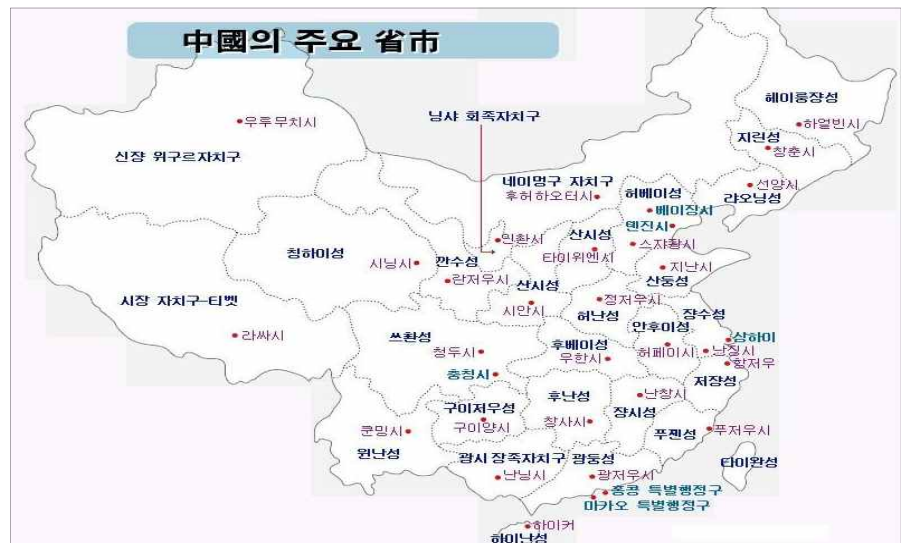 中國의 주요 省市
헤이룽쟝성
하얼빈시
우루무치시
닝샤 회족자치구
지린성
창춘시
신쟝 위구르자치구
네이멍구 자치구
허베이성
선양시
후허하오터시
랴오닝성
베이징시
톈진시
인촨시
산시성
스쟈좡시
칭하이성
시닝시
깐수성
타이위엔시
지난시
란저우시
산시성
산둥성
시장 자치구-티벳
시안시
정저우시
허난성
쟝수성
안후이성
라싸시
쓰촨성
상하이
후베이성
청두시
우한시
허페이시
난징시
항저우
충칭시
저장성
후난성
난창시
구이저우성
쟝시성
쿤밍시
구이양시
창사시
푸젠성
푸저우시
윈난성
광시 장족자치구
광둥성
타이완성
난닝시
광저우시
홍콩 특별행정구
마카오 특별행정구
하이커
하이난성